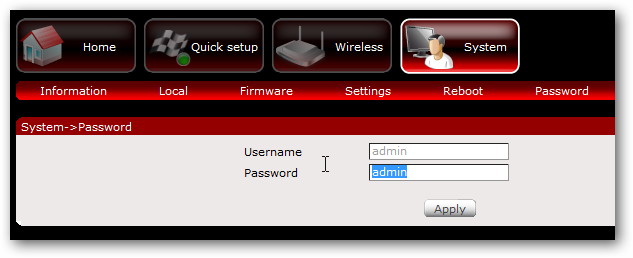 Home Quick setup Wireless System
Information Local Firmware Settings Reboot Password
System->Password
Username admin
Password admin
Apply